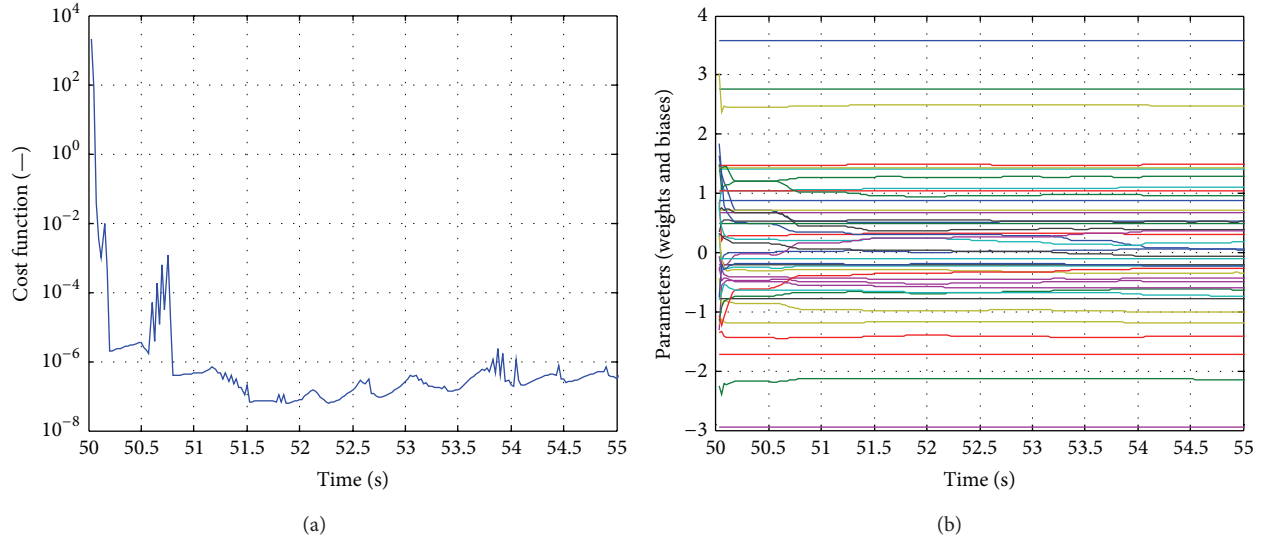 Cost function (—)
10^4
10^2
10^0
10^−2
10^−4
10^−6
10^−8
50 50.5 51 51.5 52 52.5 53 53.5 54 54.5 55
Time (s)
(a)
Parameters (weights and biases)
4
3
2
1
0
−1
−2
−3
50 50.5 51 51.5 52 52.5 53 53.5 54 54.5 55
Time (s)
(b)